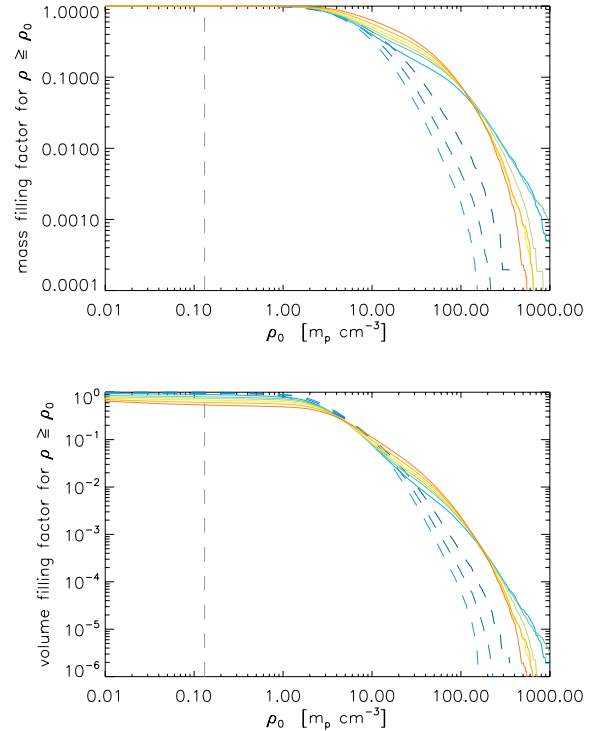 1.0000
0.1000
0.0100
0.0010
0.0001
mass filling factor for ρ ≥ ρ₀
0.01 0.10 1.00 10.00 100.00 1000.00
ρ₀ [mₚ cm⁻³]
10⁰
10⁻¹
10⁻²
10⁻³
10⁻⁴
10⁻⁵
10⁻⁶
volume filling factor for ρ ≥ ρ₀
0.01 0.10 1.00 10.00 100.00 1000.00
ρ₀ [mₚ cm⁻³]